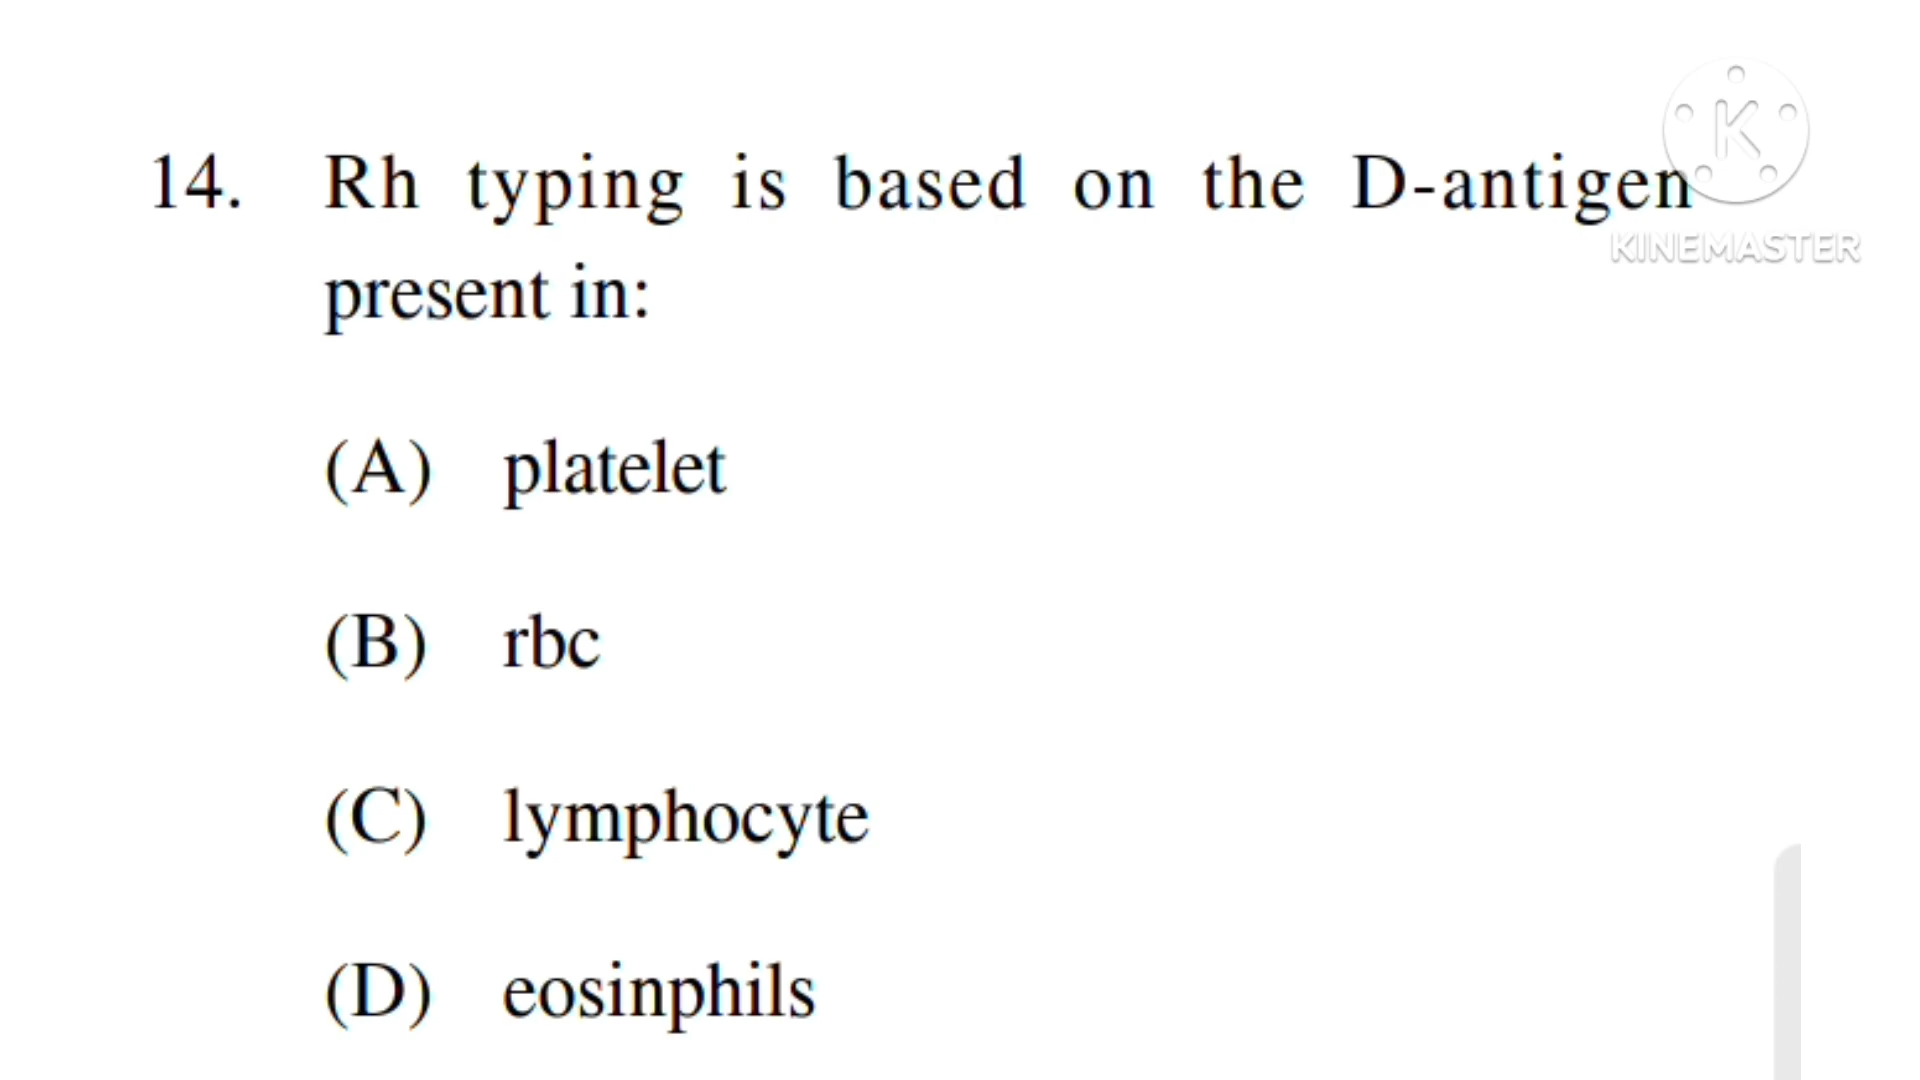 14. Rh typing is based on the D-antigen
present in:
(A) platelet
(B) rbc
(C) lymphocyte
(D) eosinphils
K
KINEMASTER